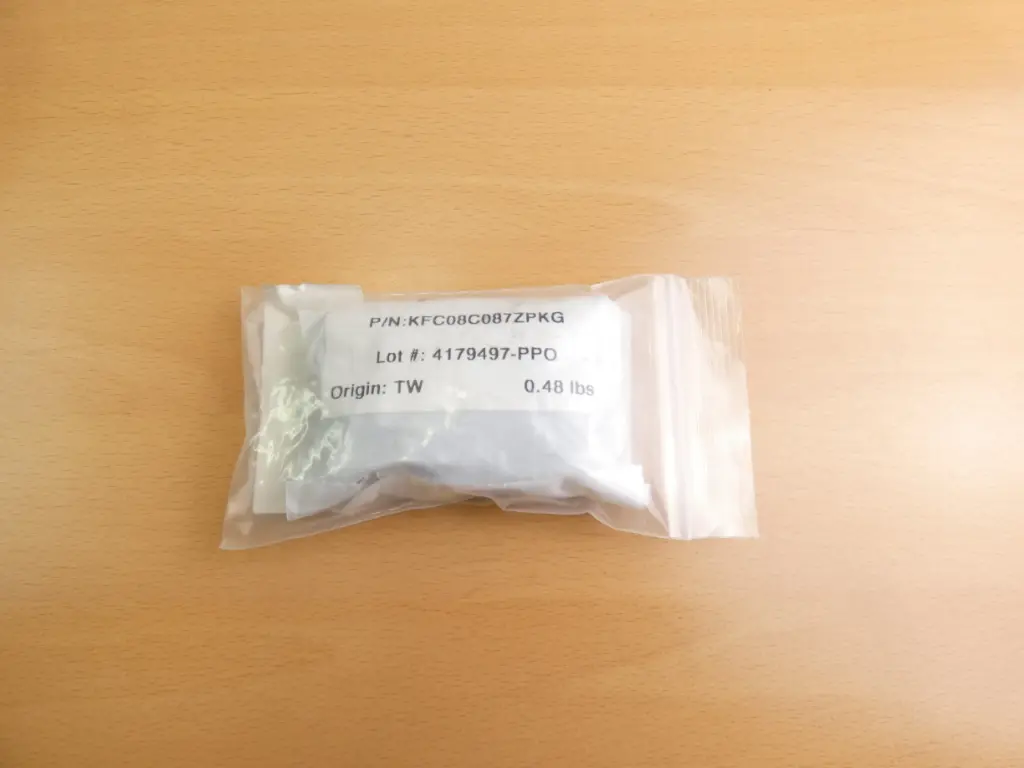 P/N:KFC08C087ZPKG
Lot #: 4179497-PPO
Origin: TW 0.48 lbs